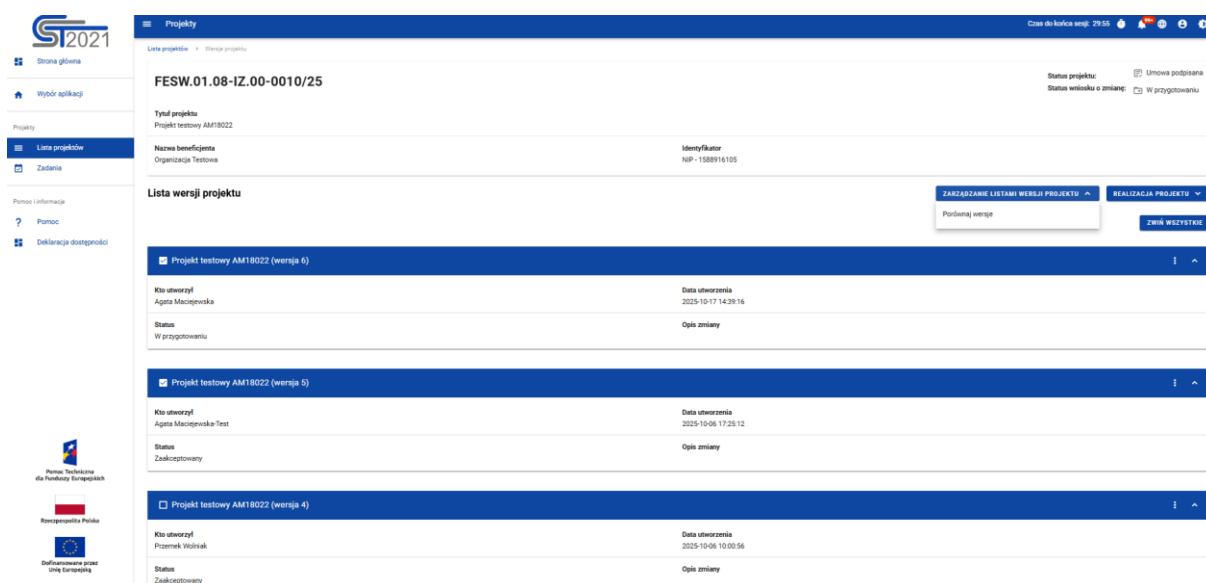 ST2021
Strona główna
Wybór aplikacji
Projekty
Lista projektów
Zadania
Pomoc i informacje
? Pomoc
Deklaracja dostępności
Pomoc Techniczna
dla Funduszy Europejskich
Rzeczpospolita Polska
Dofinansowane przez
Unię Europejską
Projekty
Czas do końca sesji: 29:55
99+
Lista projektów > Wersje projektu
FESW.01.08-IZ.00-0010/25
Status projektu: Umowa podpisana
Status wniosku o zmianę: W przygotowaniu
Tytuł projektu
Projekt testowy AM18022
Nazwa beneficjenta Identyfikator
Organizacja Testowa NIP - 1588916105
Lista wersji projektu
ZARZĄDZANIE LISTAMI WERSJI PROJEKTU
REALIZACJA PROJEKTU
Porównaj wersje
ZWIŃ WSZYSTKIE
Projekt testowy AM18022 (wersja 6)
Kto utworzył Data utworzenia
Agata Maciejewska 2025-10-17 14:39:16
Status Opis zmiany
W przygotowaniu
Projekt testowy AM18022 (wersja 5)
Kto utworzył Data utworzenia
Agata Maciejewska-Test 2025-10-06 17:25:12
Status Opis zmiany
Zaakceptowany
Projekt testowy AM18022 (wersja 4)
Kto utworzył Data utworzenia
Przemek Wolniak 2025-10-06 10:00:56
Status Opis zmiany
Zaakceptowany